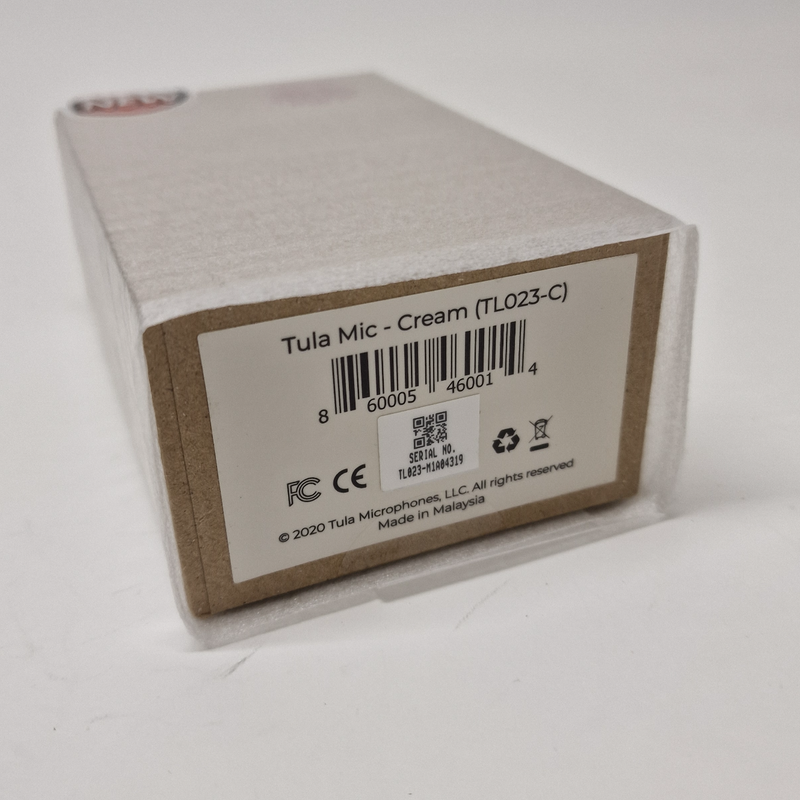 NEW
Tula Mic - Cream (TL023-C)
8 60005 46001 4
SERIAL NO.
TL023-M1A04319
FC CE
© 2020 Tula Microphones, LLC. All rights reserved
Made in Malaysia